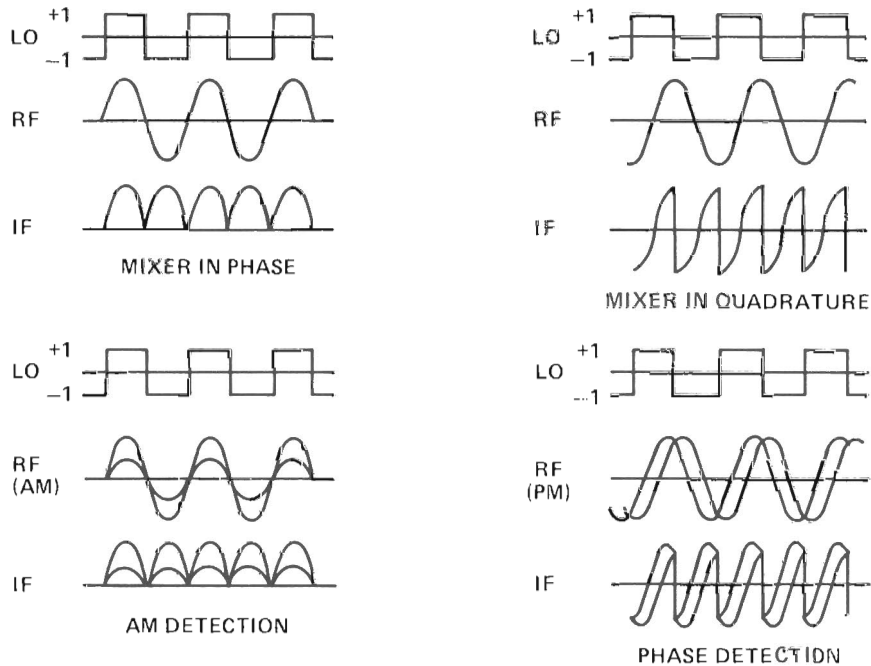 LO +1
−1
RF
IF
MIXER IN PHASE
LO +1
−1
RF
IF
MIXER IN QUADRATURE
LO +1
−1
RF
(AM)
IF
AM DETECTION
LO +1
−1
RF
(PM)
IF
PHASE DETECTION